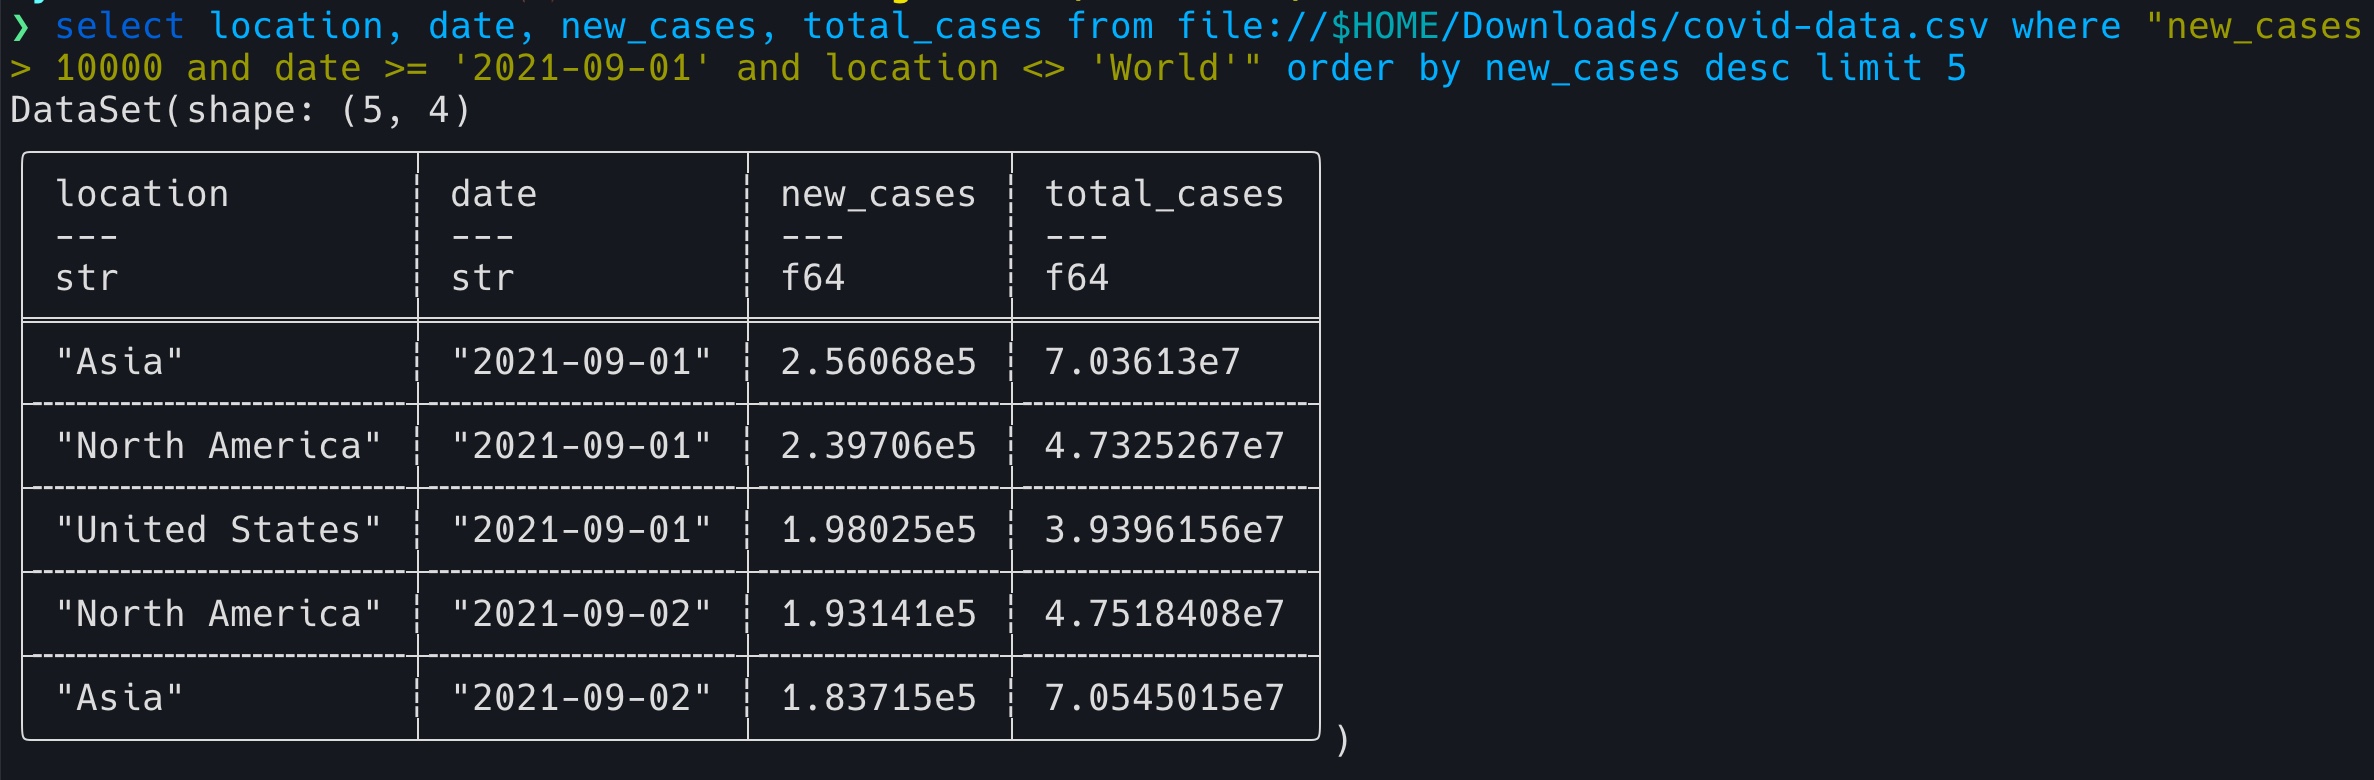 ❯ select location, date, new_cases, total_cases from file://$HOME/Downloads/covid-data.csv where "new_cases
> 10000 and date >= '2021-09-01' and location <> 'World'" order by new_cases desc limit 5
DataSet(shape: (5, 4)
location date new_cases total_cases
--- --- --- ---
str str f64 f64
"Asia" "2021-09-01" 2.56068e5 7.03613e7
"North America" "2021-09-01" 2.39706e5 4.7325267e7
"United States" "2021-09-01" 1.98025e5 3.9396156e7
"North America" "2021-09-02" 1.93141e5 4.7518408e7
"Asia" "2021-09-02" 1.83715e5 7.0545015e7
)